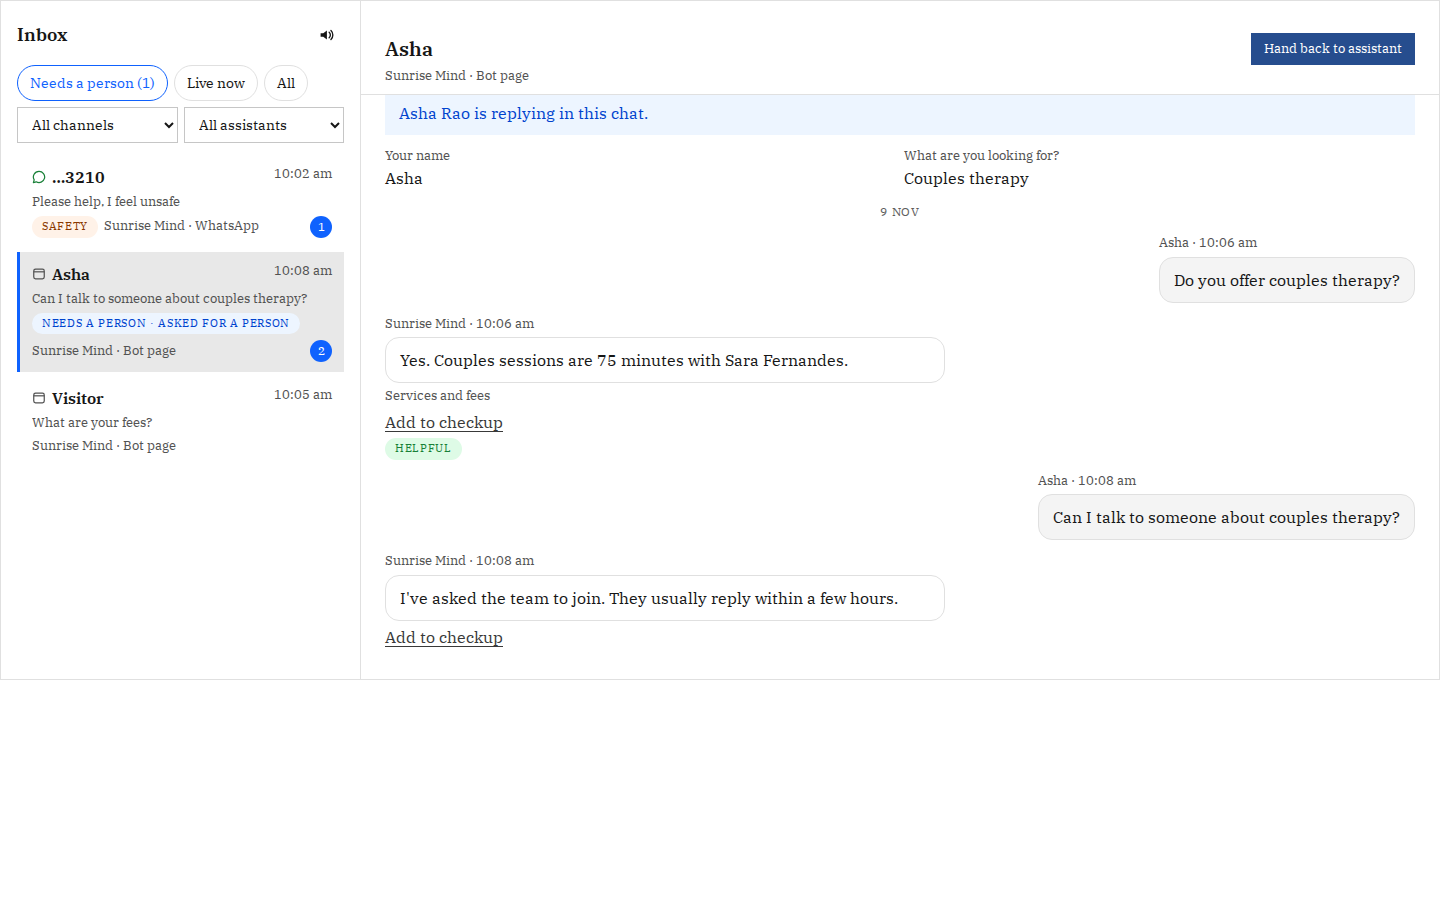 Inbox
Needs a person (1)
Live now
All
All channels
All assistants
...3210
10:02 am
Please help, I feel unsafe
SAFETY
Sunrise Mind · WhatsApp
1
Asha
10:08 am
Can I talk to someone about couples therapy?
NEEDS A PERSON · ASKED FOR A PERSON
Sunrise Mind · Bot page
2
Visitor
10:05 am
What are your fees?
Sunrise Mind · Bot page
Asha
Sunrise Mind · Bot page
Hand back to assistant
Asha Rao is replying in this chat.
Your name
Asha
What are you looking for?
Couples therapy
9 NOV
Asha · 10:06 am
Do you offer couples therapy?
Sunrise Mind · 10:06 am
Yes. Couples sessions are 75 minutes with Sara Fernandes.
Services and fees
Add to checkup
HELPFUL
Asha · 10:08 am
Can I talk to someone about couples therapy?
Sunrise Mind · 10:08 am
I've asked the team to join. They usually reply within a few hours.
Add to checkup